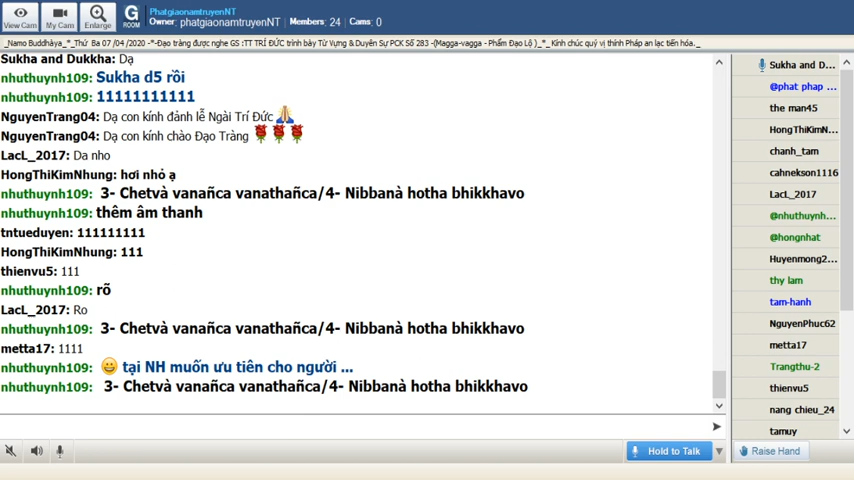 PhatgiaonamtruyenNT
Owner: phatgiaonamtruyenNT | Members: 24 | Cams: 0
View Cam
My Cam
Enlarge
G ROOM
_Namo Buddhàya_*_Thứ Ba 07 /04 /2020 -*-Đạo tràng được nghe GS :TT TRÍ ĐỨC trình bày Từ Vựng & Duyên Sự PCK Số 283 -(Magga-vagga - Phẩm Đạo Lộ )_*_ Kính chúc quý vị thính Pháp an lạc tiến hóa._
Sukha and Dukkha: Dạ
nhuthuynh109: Sukha d5 rồi
nhuthuynh109: 11111111111
NguyenTrang04: Dạ con kính đảnh lễ Ngài Trí Đức
NguyenTrang04: Dạ con kính chào Đạo Tràng
LacL_2017: Da nho
HongThiKimNhung: hơi nhỏ ạ
nhuthuynh109: 3- Chetvà vanañca vanathañca/4- Nibbanà hotha bhikkhavo
nhuthuynh109: thêm âm thanh
tntueduyen: 111111111
HongThiKimNhung: 111
thienvu5: 111
nhuthuynh109: rõ
LacL_2017: Ro
nhuthuynh109: 3- Chetvà vanañca vanathañca/4- Nibbanà hotha bhikkhavo
metta17: 1111
nhuthuynh109: tại NH muốn ưu tiên cho người ...
nhuthuynh109: 3- Chetvà vanañca vanathañca/4- Nibbanà hotha bhikkhavo
Hold to Talk
Sukha and D...
@phat phap ...
the man45
HongThiKimN...
chanh_tam
cahnekson1116
LacL_2017
@nhuthuynh...
@hongnhat
Huyenmong2...
thy lam
tam-hanh
NguyenPhuc62
metta17
Trangthu-2
thienvu5
nang chieu_24
tamuy
Raise Hand